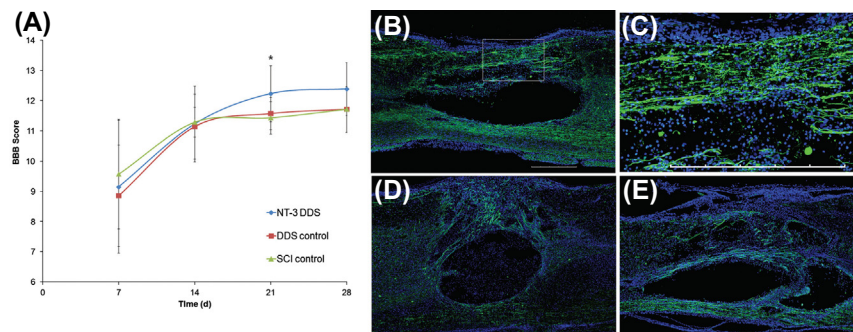 (A)
14
13
12
11
10
9
8
7
6
BBB Score
*
NT-3 DDS
DDS control
SCI control
0
7
14
21
28
Time (d)
(B)
(C)
(D)
(E)